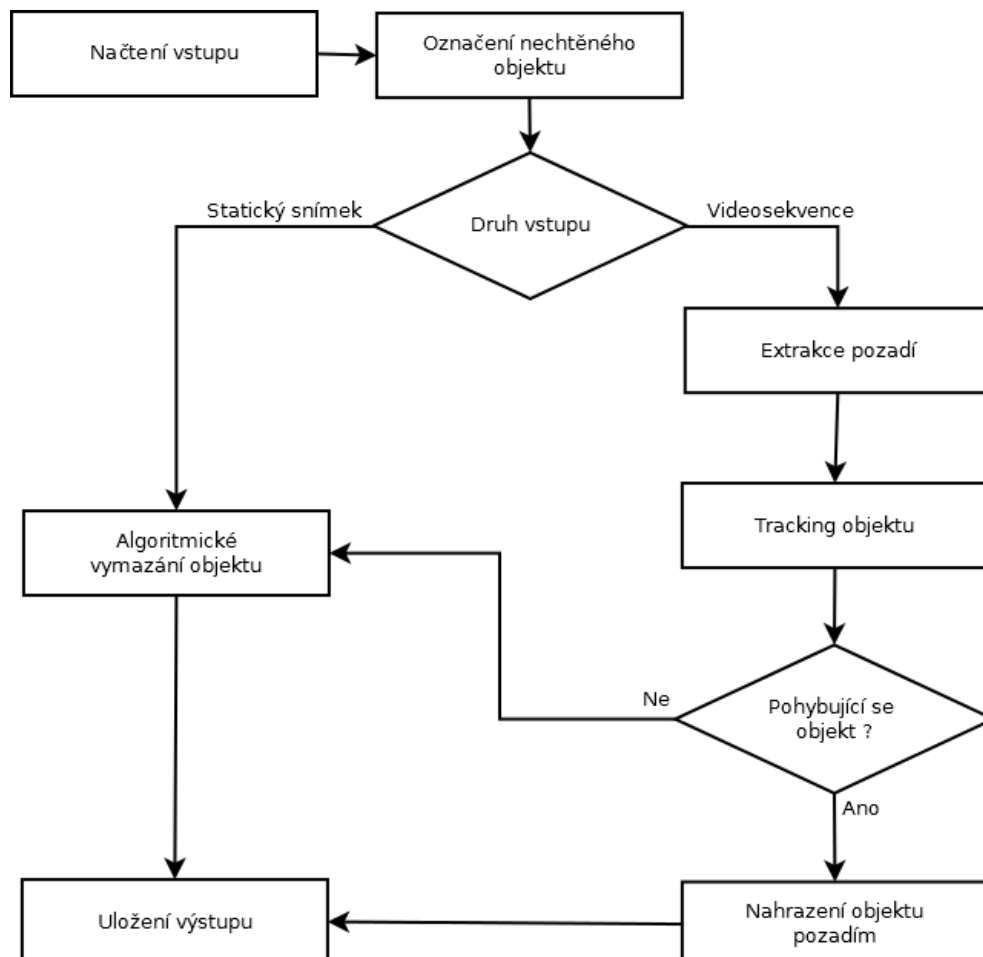 Načtení vstupu
Označení nechtěného
objektu
Statický snímek
Druh vstupu
Videosekvence
Extrakce pozadí
Tracking objektu
Algoritmické
vymazání objektu
Ne
Pohybující se
objekt ?
Ano
Uložení výstupu
Nahrazení objektu
pozadím